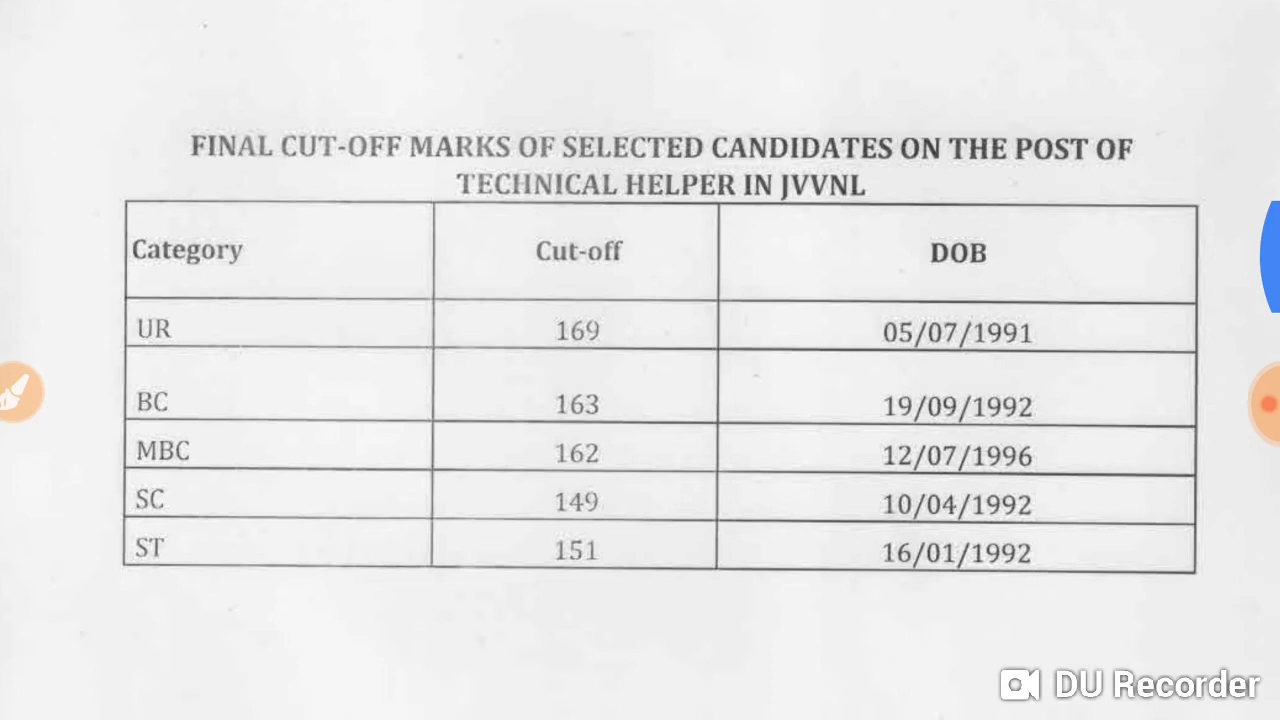 FINAL CUT-OFF MARKS OF SELECTED CANDIDATES ON THE POST OF
TECHNICAL HELPER IN JVVNL
Category Cut-off DOB
UR 169 05/07/1991
BC 163 19/09/1992
MBC 162 12/07/1996
SC 149 10/04/1992
ST 151 16/01/1992
DU Recorder